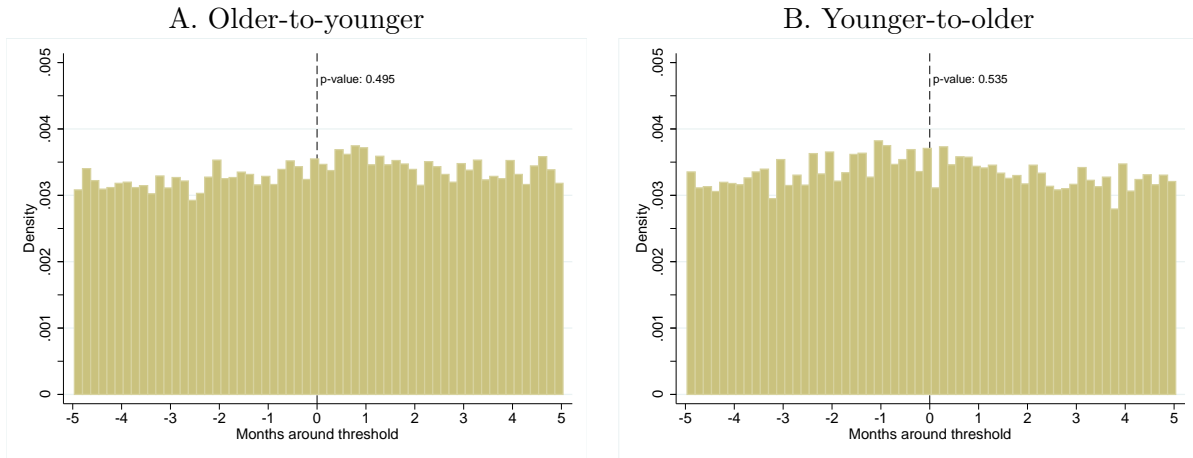 A. Older-to-younger
.005
.004
.003
.002
.001
0
Density
p-value: 0.495
-5 -4 -3 -2 -1 0 1 2 3 4 5
Months around threshold
B. Younger-to-older
.005
.004
.003
.002
.001
0
Density
p-value: 0.535
-5 -4 -3 -2 -1 0 1 2 3 4 5
Months around threshold